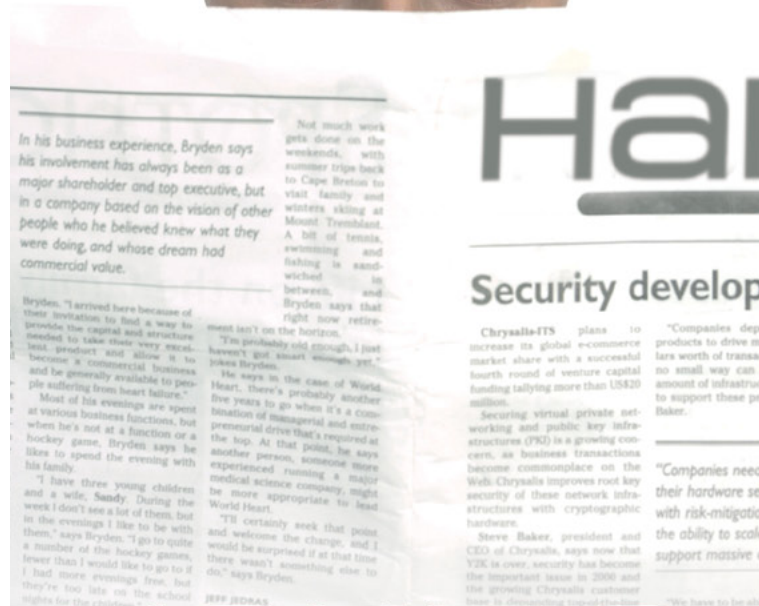 In his business experience, Bryden says
his involvement has always been as a
major shareholder and top executive, but
in a company based on the vision of other
people who he believed knew what they
were doing, and whose dream had
commercial value.
Bryden. "I arrived here because of
their invitation to find a way to
provide the capital and structure
needed to take their very excel-
lent product and allow it to
become a commercial business
and be generally available to peo-
ple suffering from heart failure."
Most of his evenings are spent
at various business functions, but
when he's not at a function or a
hockey game, Bryden says he
likes to spend the evening with
his family.
"I have three young children
and a wife, Sandy. During the
week I don't see a lot of them, but
in the evenings I like to be with
them," says Bryden. "I go to quite
a number of the hockey games,
fewer than I would like to go to if
I had more evenings free, but
they're too late on the school
nights for the children."
Not much work
gets done on the
weekends, with
summer trips back
to Cape Breton to
visit family and
winters skiing at
Mount Tremblant.
A bit of tennis,
swimming and
fishing is sand-
wiched in
between, and
Bryden says that
right now retire-
ment isn't on the horizon.
"I'm probably old enough, I just
haven't got smart enough yet,"
jokes Bryden.
He says in the case of World
Heart, there's probably another
five years to go when it's a com-
bination of managerial and entre-
preneurial drive that's required at
the top. At that point, he says
another person, someone more
experienced running a major
medical science company, might
be more appropriate to lead
World Heart.
"I'll certainly seek that point
and welcome the change, and I
would be surprised if at that time
there wasn't something else to
do," says Bryden.
JEFF JEDRAS
Ha
Security develop
Chrysalis-ITS plans to
increase its global e-commerce
market share with a successful
fourth round of venture capital
funding tallying more than US$20
million.
Securing virtual private net-
working and public key infra-
structures (PKI) is a growing con-
cern, as business transactions
become commonplace on the
Web. Chrysalis improves root key
security of these network infra-
structures with cryptographic
hardware.
Steve Baker, president and
CEO of Chrysalis, says now that
Y2K is over, security has become
the important issue in 2000 and
the growing Chrysalis customer
base is demanding top-of-the-line
"Companies dep
products to drive m
lars worth of transa
no small way can
amount of infrastruc
to support these pr
Baker.
"Companies need
their hardware se
with risk-mitigatio
the ability to scal
support massive
"We have to be ab